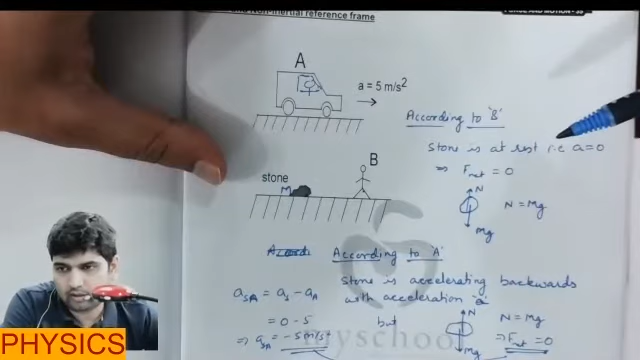 Non-inertial reference frame
FORCE AND MOTION
A
a = 5 m/s²
According to 'B'
Stone is at rest i.e a=0
⇒ Fnet = 0
N
N = Mg
Mg
B
stone
M
According to 'A'
Stone is accelerating backwards
with acceleration 'a'
aSA = aS - aA
= 0 - 5
⇒ aSA = -5m/s²
but
N
N = Mg
Mg
⇒ Fnet = 0
myschool
PHYSICS